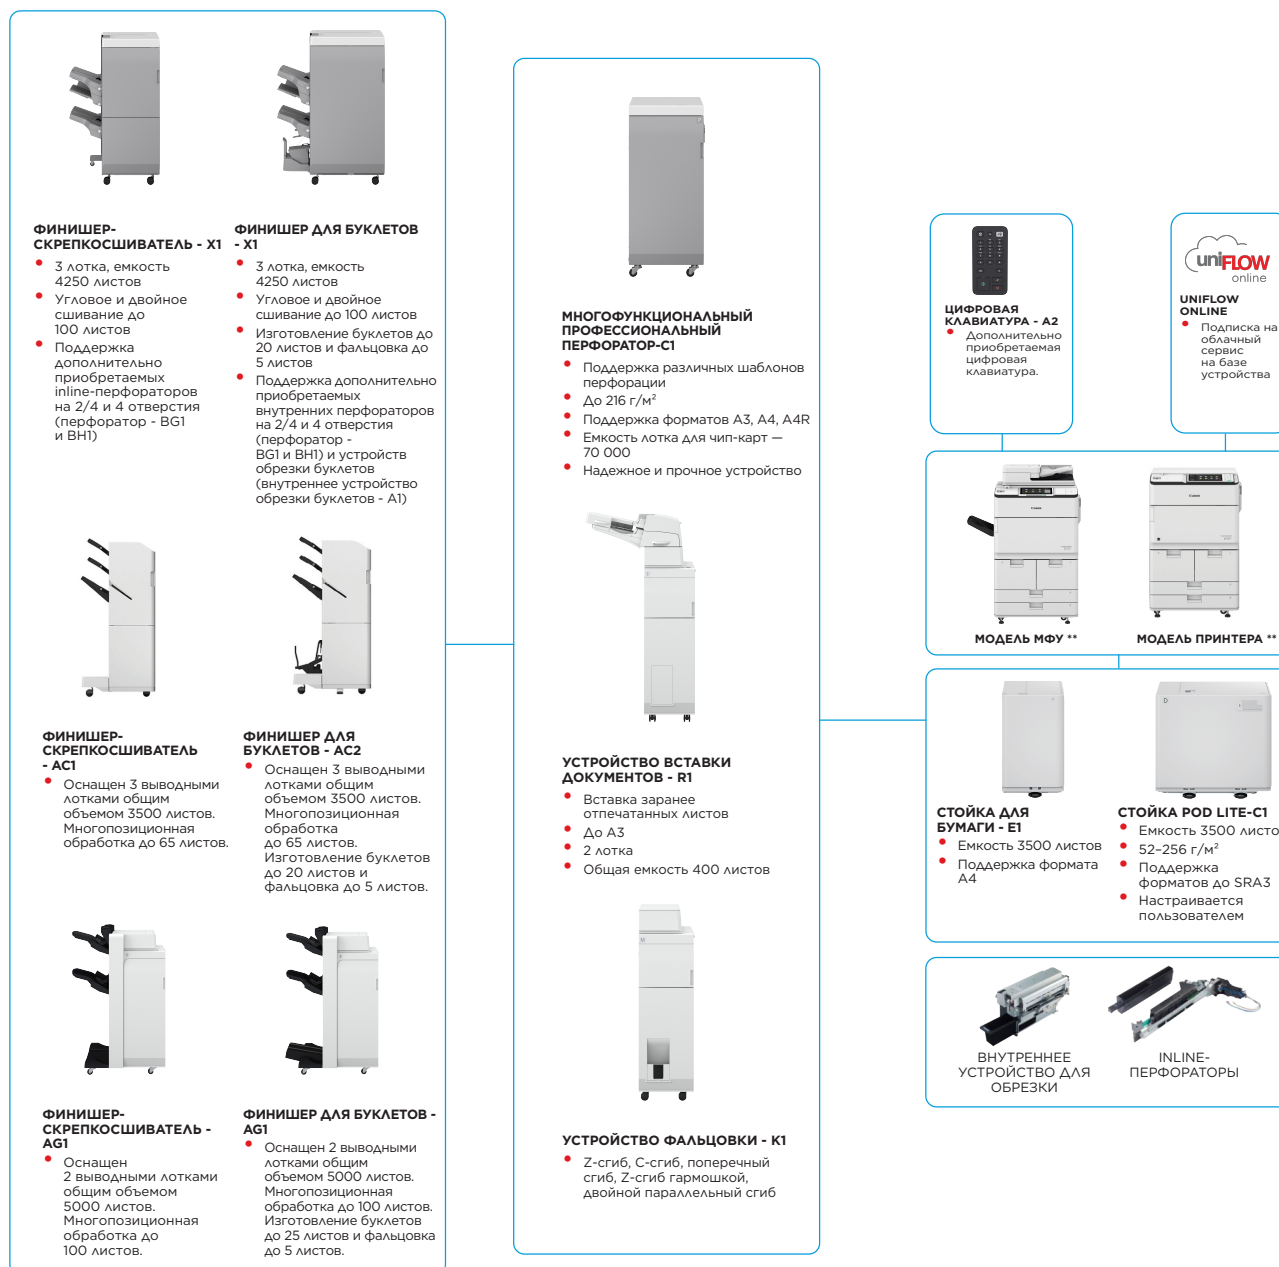 ФИНИШЕР-
СКРЕПКОСШИВАТЕЛЬ - X1
3 лотка, емкость
4250 листов
Угловое и двойное
сшивание до
100 листов
Поддержка
дополнительно
приобретаемых
inline-перфораторов
на 2/4 и 4 отверстия
(перфоратор - BG1
и BH1)
ФИНИШЕР ДЛЯ БУКЛЕТОВ
- X1
3 лотка, емкость
4250 листов
Угловое и двойное
сшивание до 100 листов
Изготовление буклетов до
20 листов и фальцовка до
5 листов
Поддержка дополнительно
приобретаемых
внутренних перфораторов
на 2/4 и 4 отверстия
(перфоратор -
BG1 и BH1) и устройств
обрезки буклетов
(внутреннее устройство
обрезки буклетов - A1)
ФИНИШЕР-
СКРЕПКОСШИВАТЕЛЬ
- AC1
Оснащен 3 выводными
лотками общим
объемом 3500 листов.
Многопозиционная
обработка до 65 листов.
ФИНИШЕР ДЛЯ
БУКЛЕТОВ - AC2
Оснащен 3 выводными
лотками общим
объемом 3500 листов.
Многопозиционная
обработка
до 65 листов.
Изготовление буклетов
до 20 листов и
фальцовка до 5 листов.
ФИНИШЕР-
СКРЕПКОСШИВАТЕЛЬ -
AG1
Оснащен
2 выводными лотками
общим объемом
5000 листов.
Многопозиционная
обработка до
100 листов.
ФИНИШЕР ДЛЯ БУКЛЕТОВ -
AG1
Оснащен 2 выводными
лотками общим
объемом 5000 листов.
Многопозиционная
обработка до 100 листов.
Изготовление буклетов
до 25 листов и фальцовка
до 5 листов.
МНОГОФУНКЦИОНАЛЬНЫЙ
ПРОФЕССИОНАЛЬНЫЙ
ПЕРФОРАТОР-C1
Поддержка различных шаблонов
перфорации
До 216 г/м²
Поддержка форматов A3, A4, A4R
Емкость лотка для чип-карт —
70 000
Надежное и прочное устройство
УСТРОЙСТВО ВСТАВКИ
ДОКУМЕНТОВ - R1
Вставка заранее
отпечатанных листов
До A3
2 лотка
Общая емкость 400 листов
УСТРОЙСТВО ФАЛЬЦОВКИ - K1
Z-сгиб, C-сгиб, поперечный
сгиб, Z-сгиб гармошкой,
двойной параллельный сгиб
ЦИФРОВАЯ
КЛАВИАТУРА - A2
Дополнительно
приобретаемая
цифровая
клавиатура.
uniFLOW
online
UNIFLOW
ONLINE
Подписка на
облачный
сервис
на базе
устройства
Canon
Canon
МОДЕЛЬ МФУ **
МОДЕЛЬ ПРИНТЕРА **
D
СТОЙКА ДЛЯ
БУМАГИ - E1
Емкость 3500 листов
Поддержка формата
A4
СТОЙКА POD LITE-C1
Емкость 3500 листо
52–256 г/м²
Поддержка
форматов до SRA3
Настраивается
пользователем
ВНУТРЕННЕЕ
УСТРОЙСТВО ДЛЯ
ОБРЕЗКИ
INLINE-
ПЕРФОРАТОРЫ